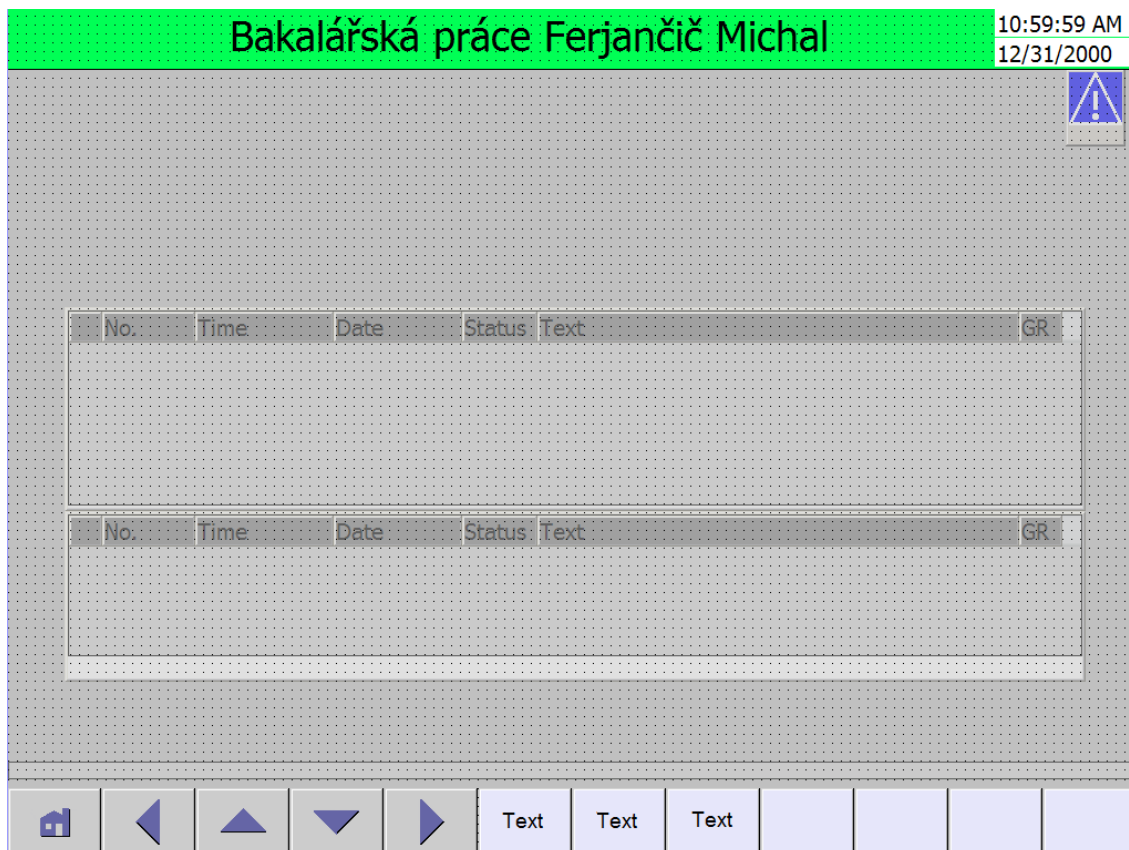 Bakalářská práce Ferjančič Michal
10:59:59 AM
12/31/2000
No. Time Date Status Text GR
No. Time Date Status Text GR
Text Text Text